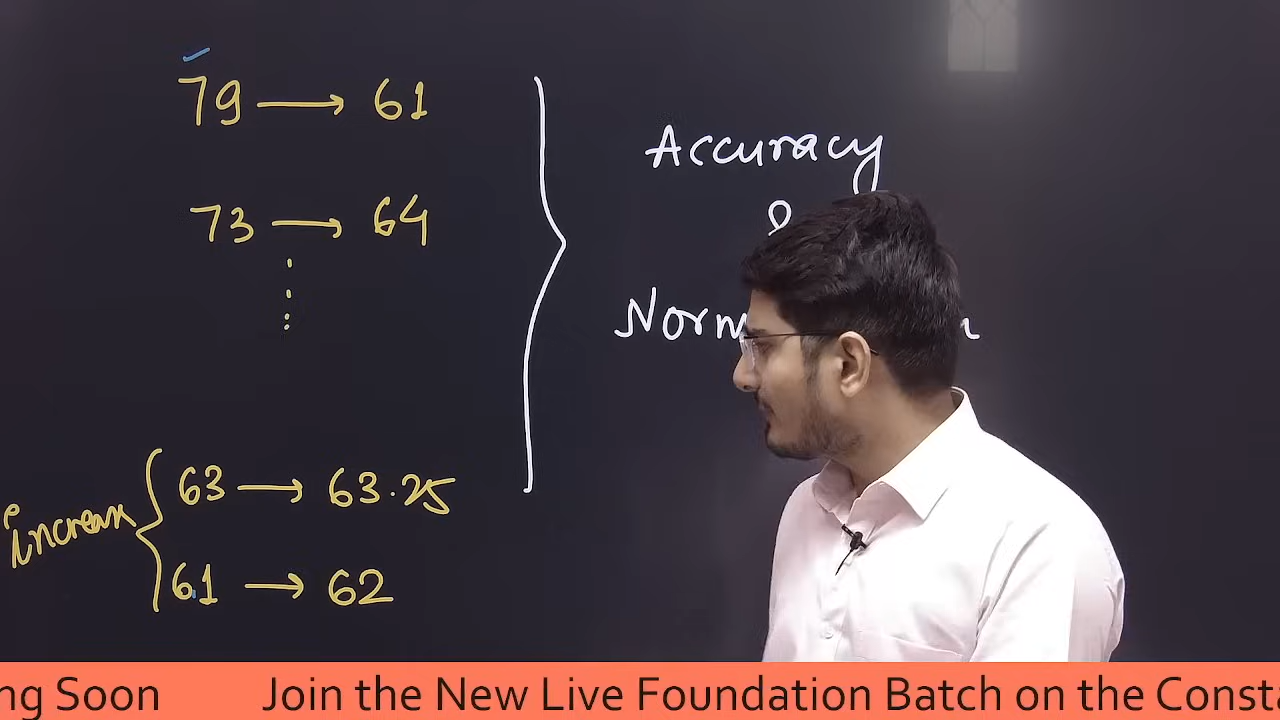 79 → 61
73 → 64
63 → 63.25
increase
61 → 62
Accuracy
&
ng Soon Join the New Live Foundation Batch on the Consta